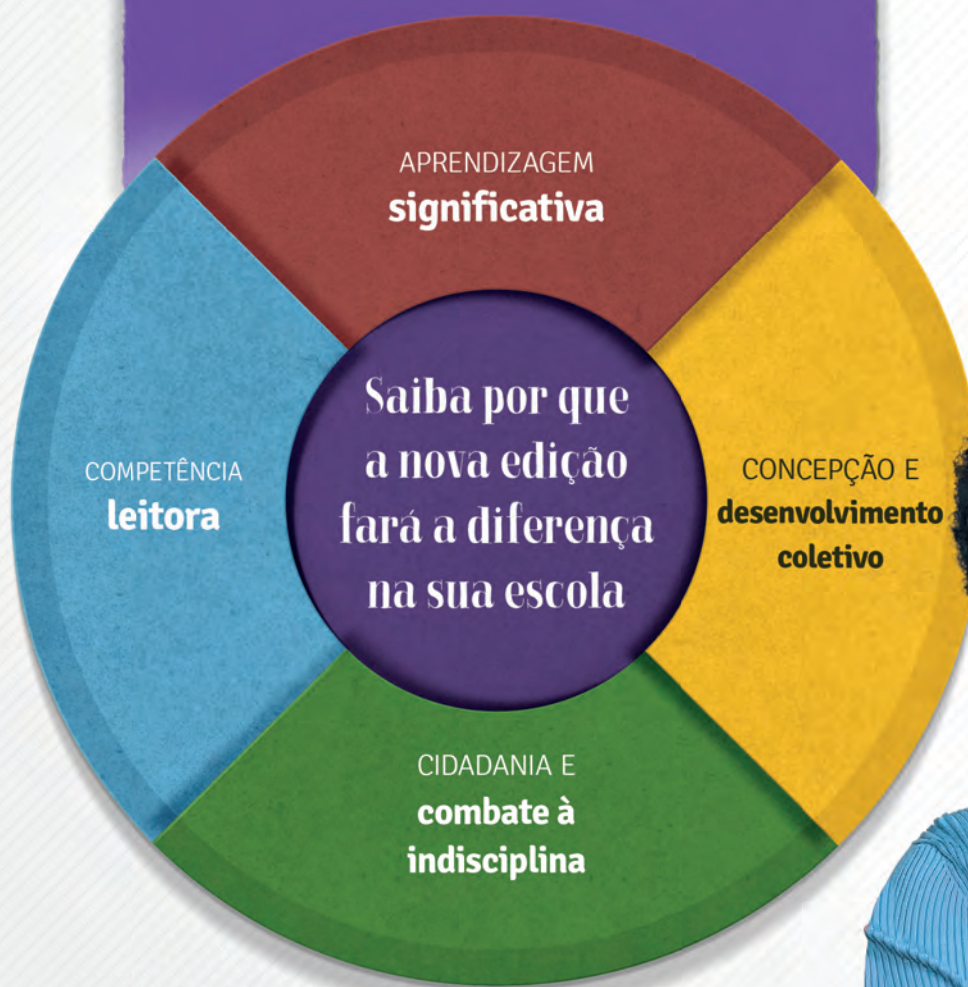 APRENDIZAGEM
significativa
COMPETÊNCIA
leitora
Saiba por que
a nova edição
fará a diferença
na sua escola
CONCEPÇÃO E
desenvolvimento
coletivo
CIDADANIA E
combate à
indisciplina